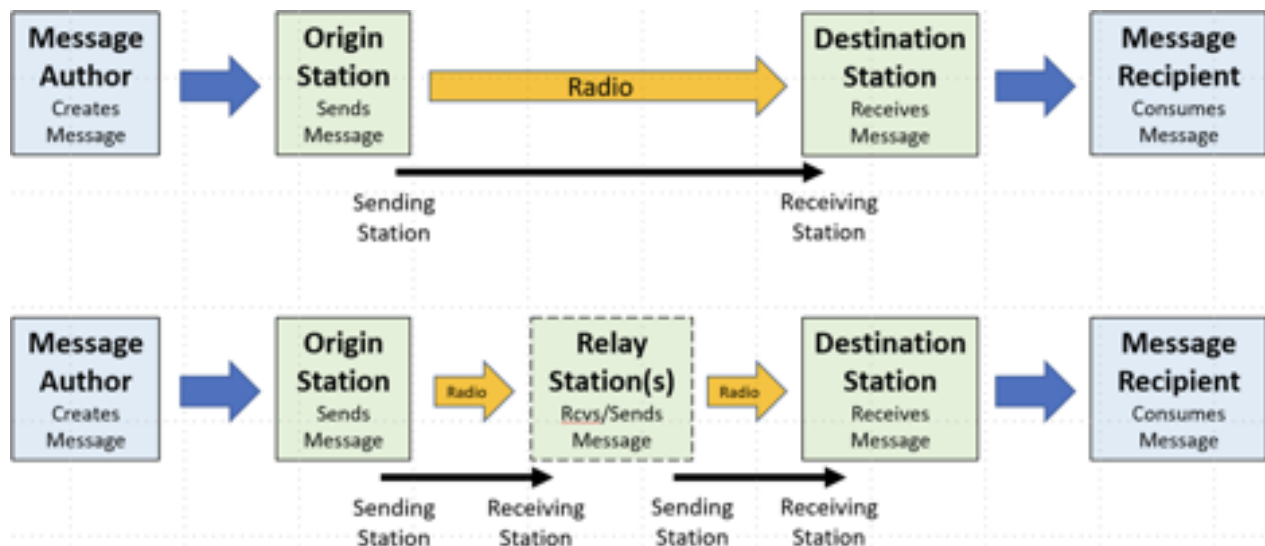 Message
Author
Creates
Message
Origin
Station
Sends
Message
Radio
Destination
Station
Receives
Message
Message
Recipient
Consumes
Message
Sending
Station
Receiving
Station
Message
Author
Creates
Message
Origin
Station
Sends
Message
Radio
Relay
Station(s)
Rcvs/Sends
Message
Radio
Destination
Station
Receives
Message
Message
Recipient
Consumes
Message
Sending
Station
Receiving
Station
Sending
Station
Receiving
Station